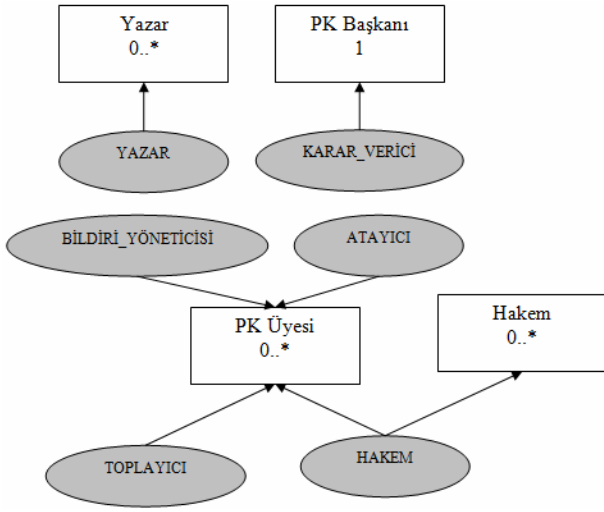 Yazar
0..*
PK Başkanı
1
YAZAR
KARAR_VERİCİ
BİLDİRİ_YÖNETİCİSİ
ATAYICI
PK Üyesi
0..*
Hakem
0..*
TOPLAYICI
HAKEM